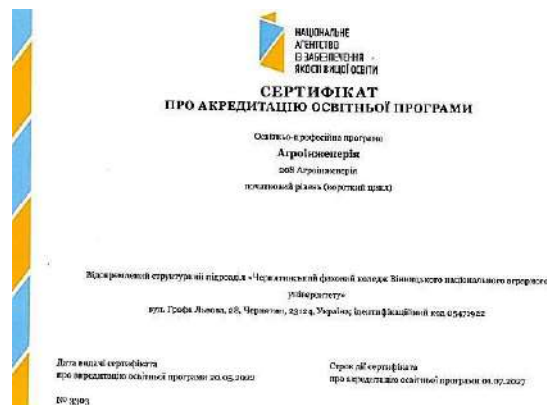 НАЦІОНАЛЬНЕ
АГЕНТСТВО
ІЗ ЗАБЕЗПЕЧЕННЯ
ЯКОСТІ ВИЩОЇ ОСВІТИ
СЕРТИФІКАТ
ПРО АКРЕДИТАЦІЮ ОСВІТНЬОЇ ПРОГРАМИ
Освітньо-професійна програма
Агроінженерія
208 Агроінженерія
початковий рівень (короткий цикл)
Відокремлений структурний підрозділ «Чернятинський фаховий коледж Вінницького національного аграрного
університету»
вул. Графа Львова, 28, Чернятин, 23124, Україна; ідентифікаційний код 05471922
Дата видачі сертифіката
про акредитацію освітньої програми 20.05.2022
№ 3303
Строк дії сертифіката
про акредитацію освітньої програми 01.07.2027